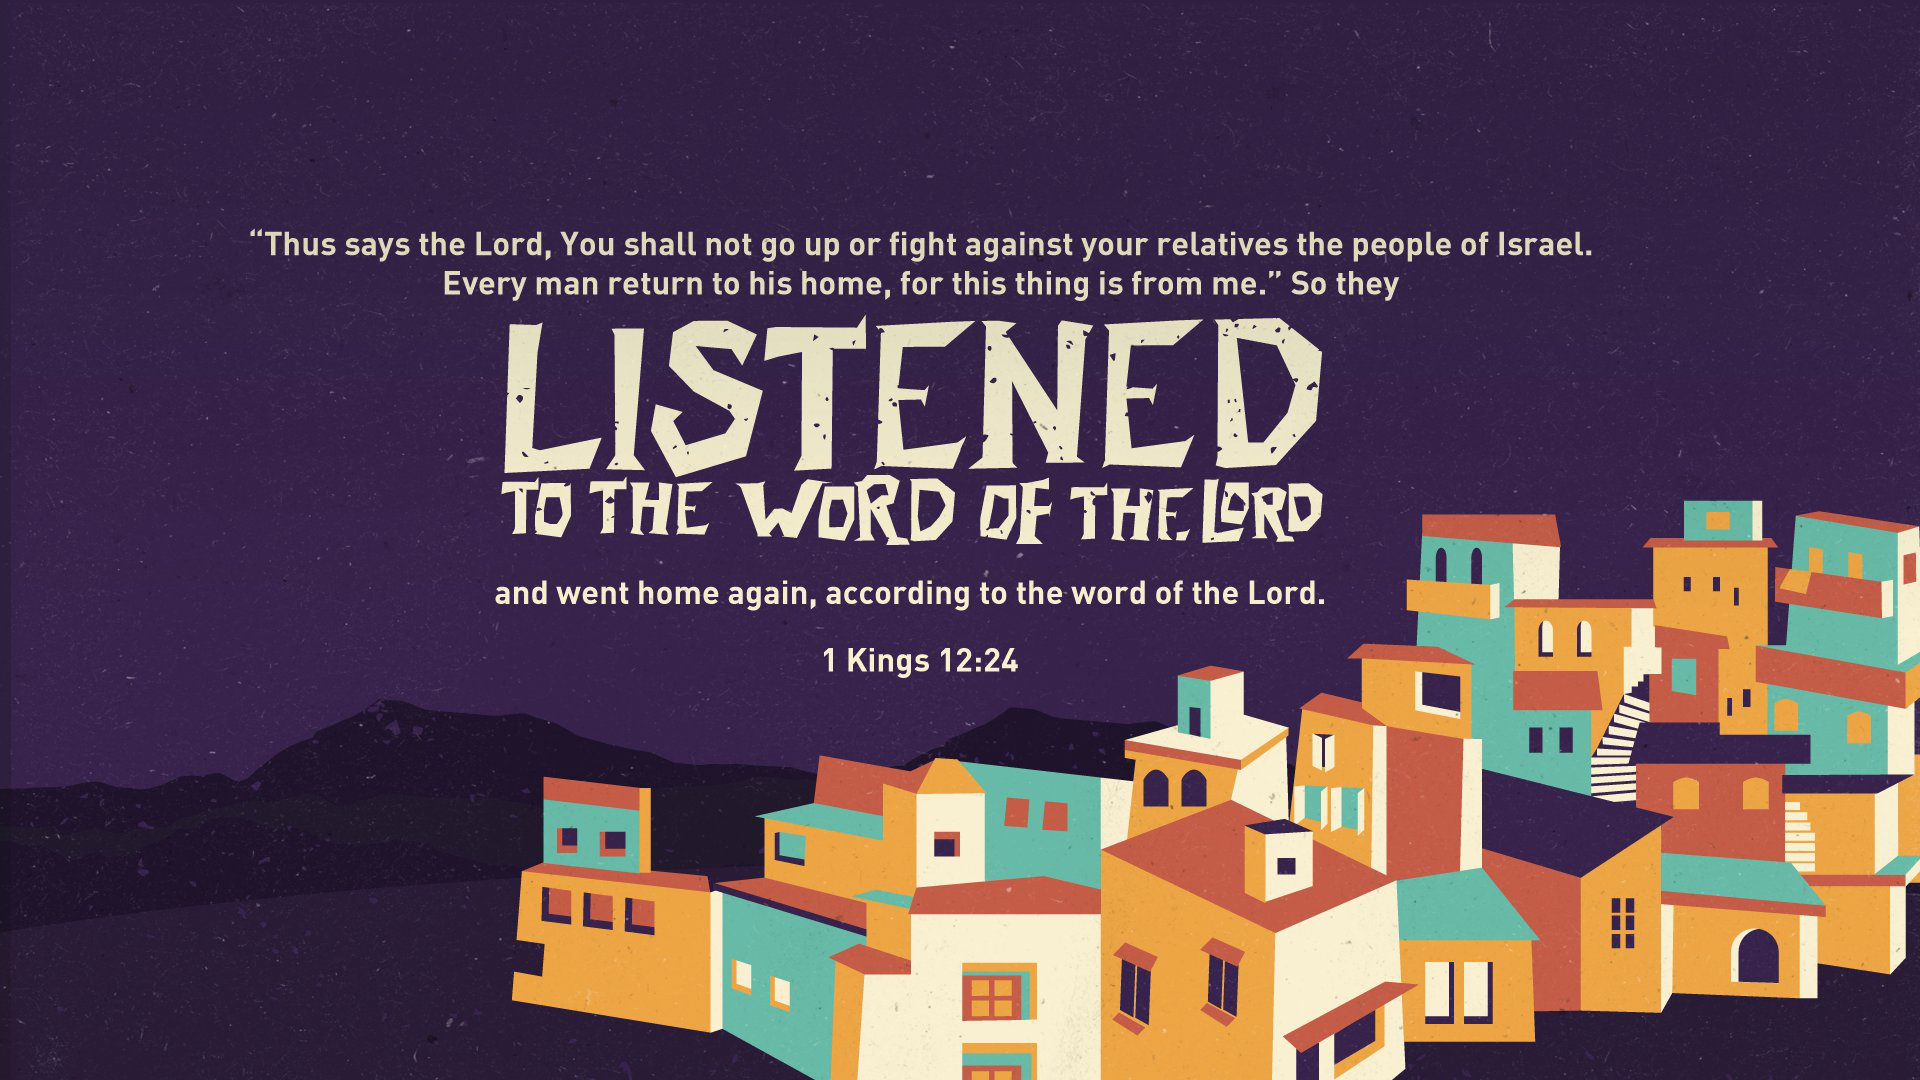 “Thus says the Lord, You shall not go up or fight against your relatives the people of Israel.
Every man return to his home, for this thing is from me.” So they
LISTENED
TO THE WORD OF THE LORD
and went home again, according to the word of the Lord.
1 Kings 12:24